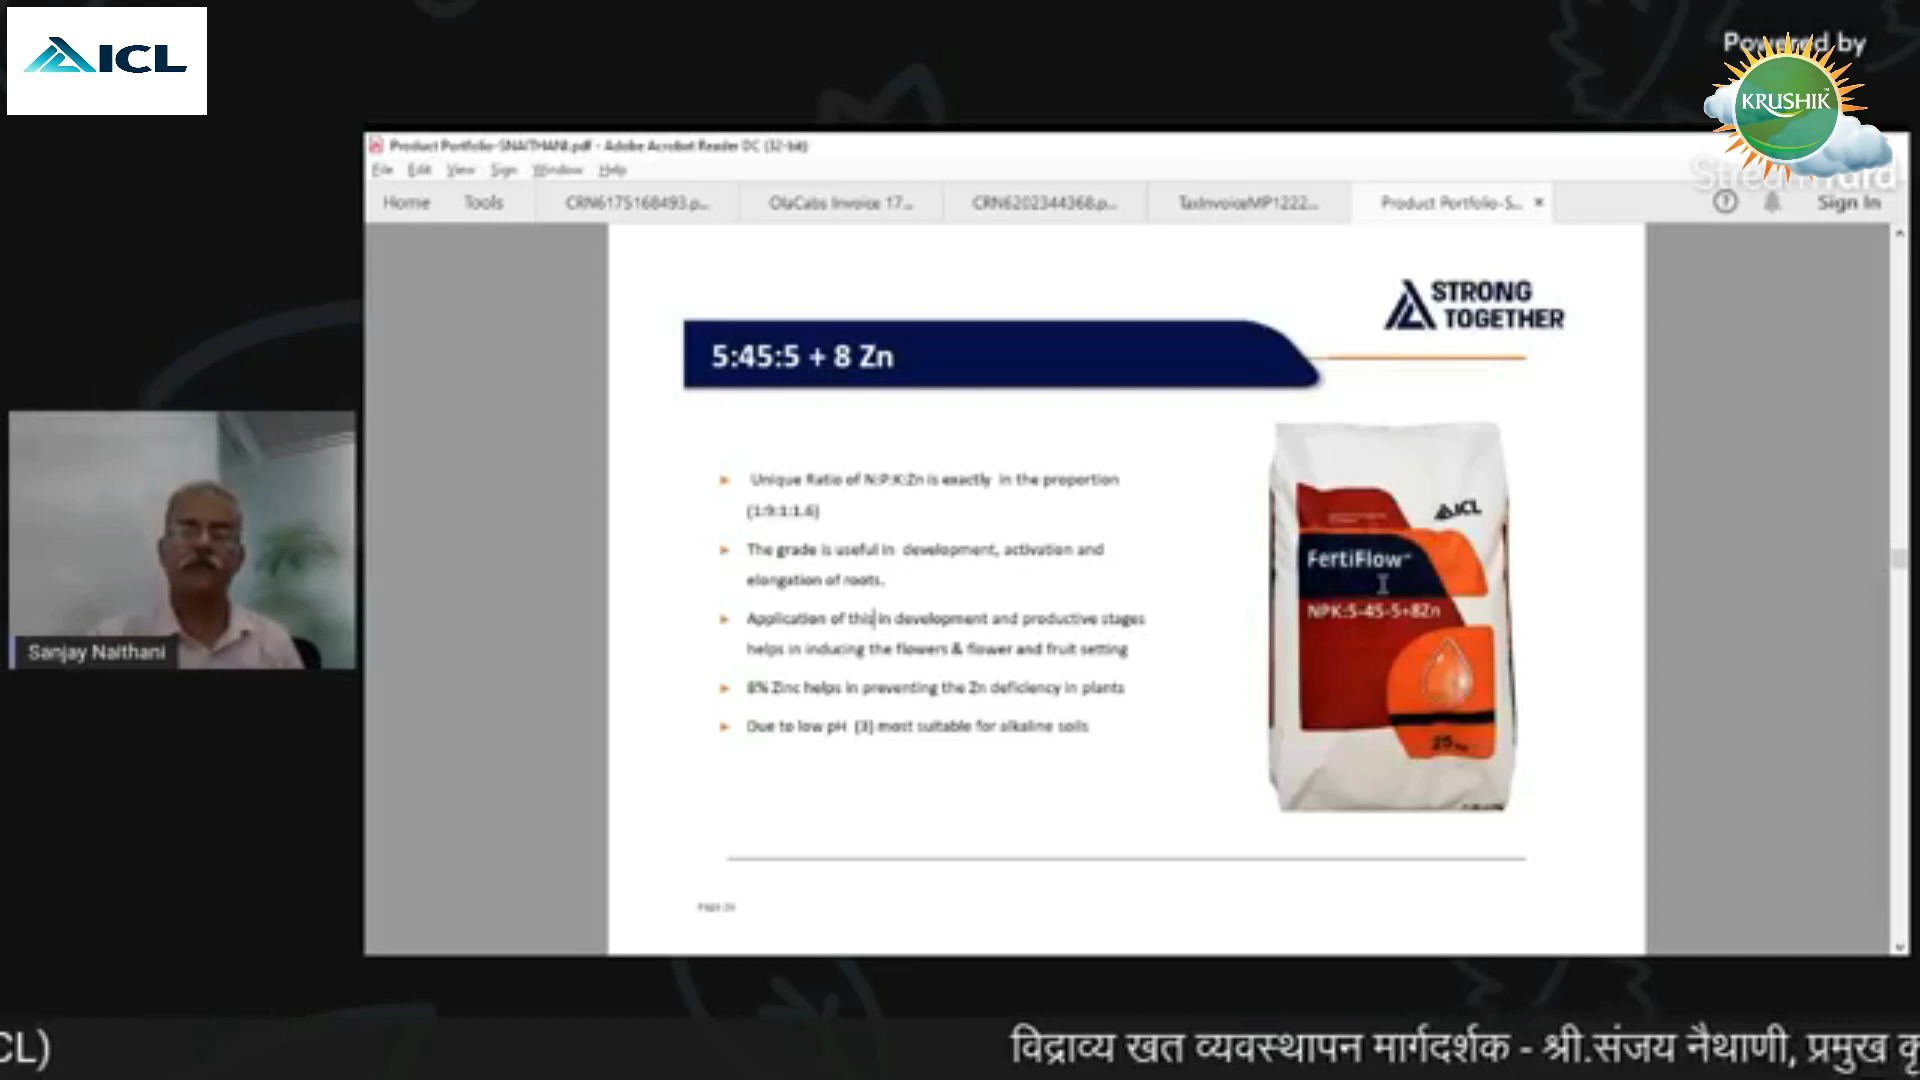 ICL
Powered by
KRUSHIK
StreamYard
Product Portfolio-SNAITHANI.pdf - Adobe Acrobat Reader DC (32-bit)
File Edit View Sign Window Help
Home Tools CRN6175168493.p... OlaCabs Invoice 17... CRN6202344368.p... TaxInvoiceMP1222... Product Portfolio-S... × Sign In
STRONG
TOGETHER
5:45:5 + 8 Zn
Unique Ratio of N:P:K:Zn is exactly in the proportion
(1:9:1:1.6)
The grade is useful in development, activation and
elongation of roots.
Application of this in development and productive stages
helps in inducing the flowers & flower and fruit setting
8% Zinc helps in preventing the Zn deficiency in plants
Due to low pH (3) most suitable for alkaline soils
ICL
FertiFlow™
NPK:5-45-5+8Zn
Sanjay Naithani
CL) विद्राव्य खत व्यवस्थापन मार्गदर्शक - श्री.संजय नैथाणी, प्रमुख कृ